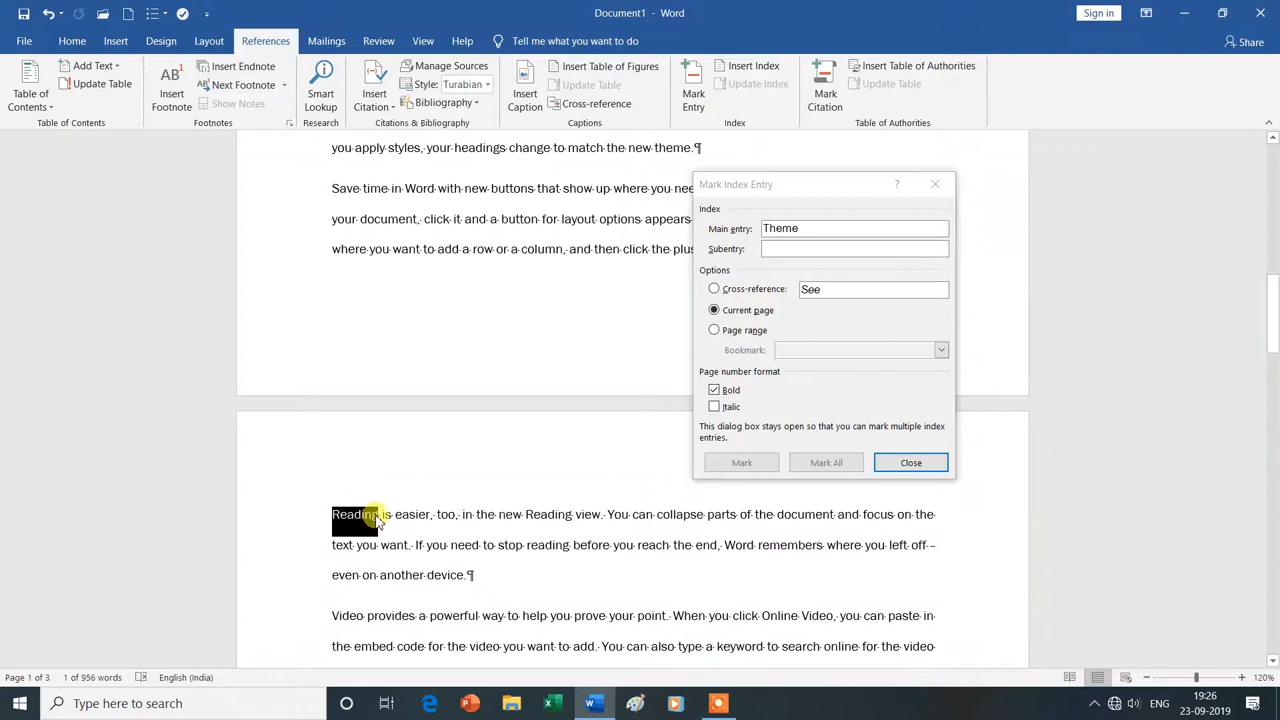 Document1 - Word
Sign in
File Home Insert Design Layout References Mailings Review View Help Tell me what you want to do Share
Table of Contents
Add Text
Update Table
Table of Contents
AB1
Insert Footnote
Insert Endnote
Next Footnote
Show Notes
Footnotes
Smart Lookup
Research
Insert Citation
Manage Sources
Style: Turabian
Bibliography
Citations & Bibliography
Insert Caption
Insert Table of Figures
Update Table
Cross-reference
Captions
Mark Entry
Insert Index
Update Index
Index
Mark Citation
Insert Table of Authorities
Update Table
Table of Authorities
you apply styles, your headings change to match the new theme.¶
Save time in Word with new buttons that show up where you nee
your document, click it and a button for layout options appears
where you want to add a row or a column, and then click the plus
Mark Index Entry
?
Index
Main entry: Theme
Subentry:
Options
Cross-reference: See
Current page
Page range
Bookmark:
Page number format
Bold
Italic
This dialog box stays open so that you can mark multiple index
entries.
Mark Mark All Close
Reading is easier, too, in the new Reading view. You can collapse parts of the document and focus on the
text you want. If you need to stop reading before you reach the end, Word remembers where you left off –
even on another device.¶
Video provides a powerful way to help you prove your point. When you click Online Video, you can paste in
the embed code for the video you want to add. You can also type a keyword to search online for the video
Page 1 of 3 1 of 956 words English (India) 120%
Type here to search
ENG
19:26
23-09-2019